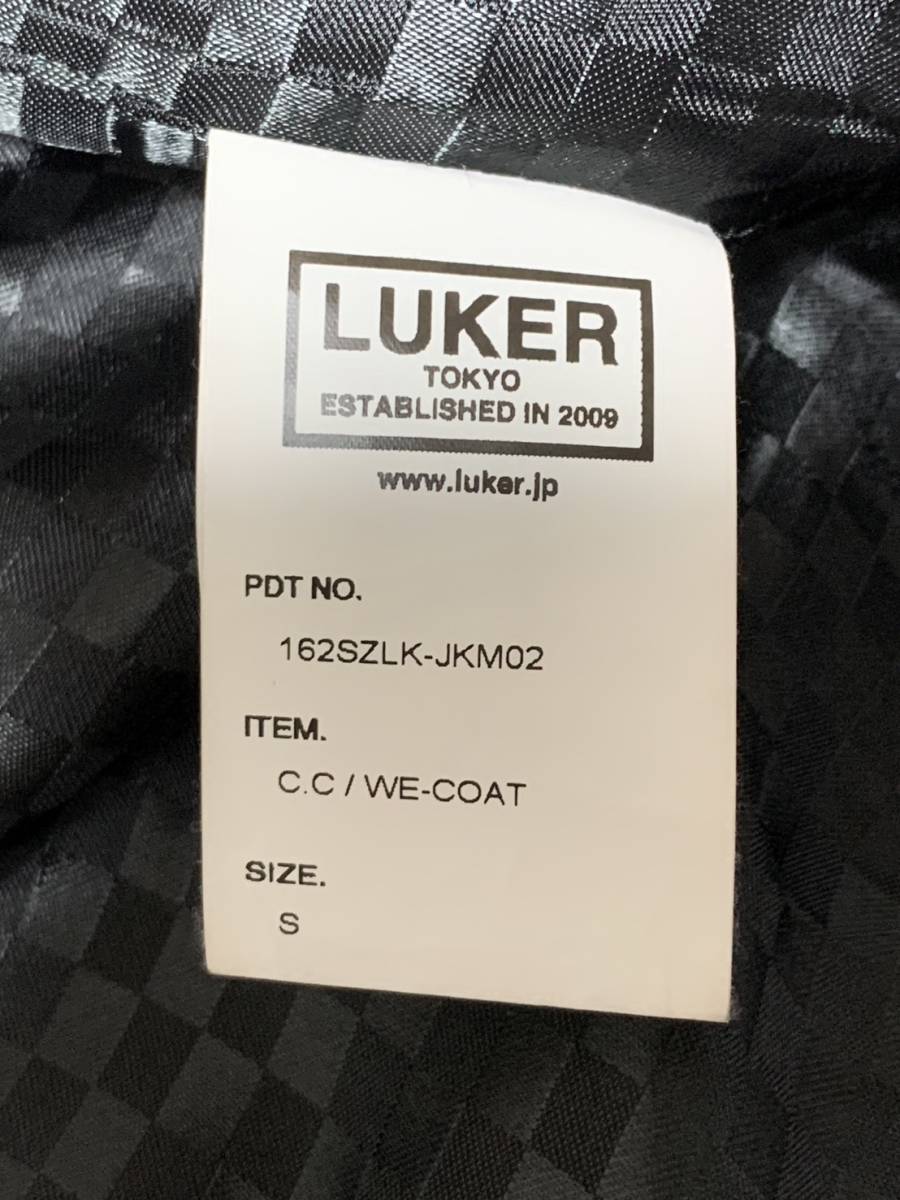 LUKER
TOKYO
ESTABLISHED IN 2009
www.luker.jp
PDT NO.
162SZLK-JKM02
ITEM.
C.C / WE-COAT
SIZE.
S